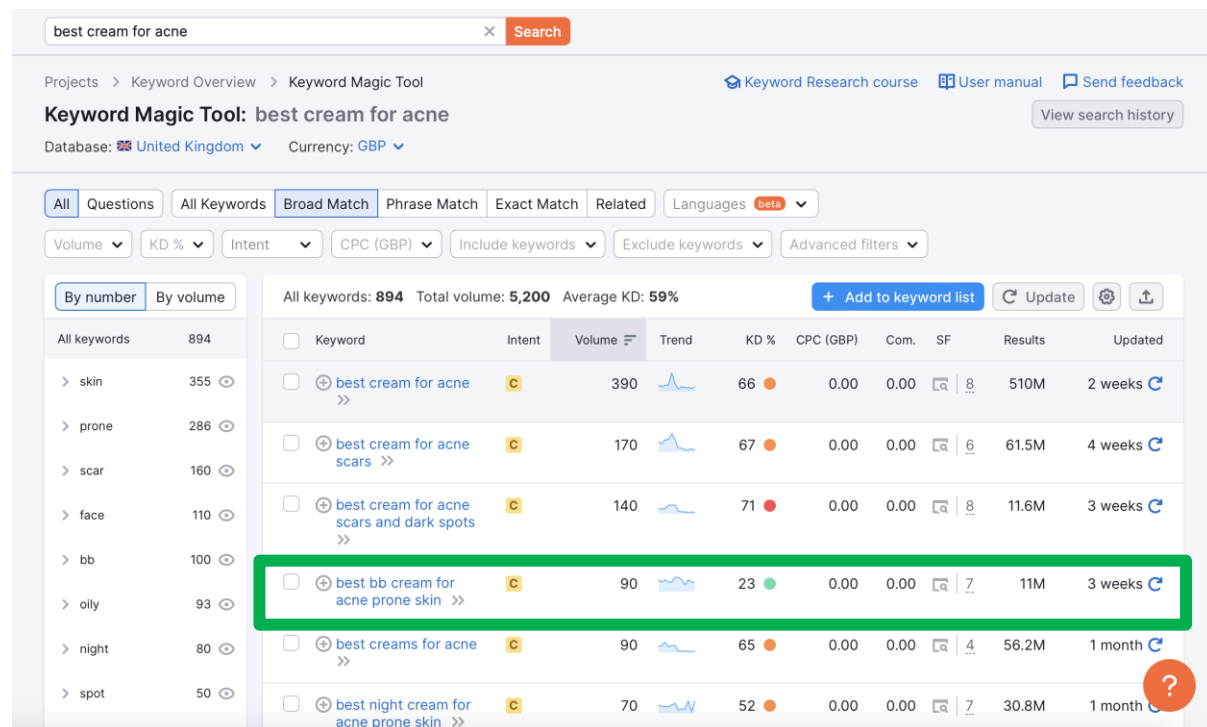 best cream for acne × Search
Projects > Keyword Overview > Keyword Magic Tool Keyword Research course User manual Send feedback
Keyword Magic Tool: best cream for acne View search history
Database: United Kingdom Currency: GBP
All Questions All Keywords Broad Match Phrase Match Exact Match Related Languages beta
Volume KD % Intent CPC (GBP) Include keywords Exclude keywords Advanced filters
By number By volume All keywords: 894 Total volume: 5,200 Average KD: 59% + Add to keyword list Update
All keywords 894 Keyword Intent Volume Trend KD % CPC (GBP) Com. SF Results Updated
skin 355 best cream for acne C 390 66 0.00 0.00 8 510M 2 weeks
prone 286 best cream for acne C 170 67 0.00 0.00 6 61.5M 4 weeks
scars
scar 160
face 110 best cream for acne C 140 71 0.00 0.00 8 11.6M 3 weeks
scars and dark spots
bb 100 best bb cream for C 90 23 0.00 0.00 7 11M 3 weeks
acne prone skin
oily 93
night 80 best creams for acne C 90 65 0.00 0.00 4 56.2M 1 month
spot 50 best night cream for C 70 52 0.00 0.00 7 30.8M 1 month
acne prone skin
?